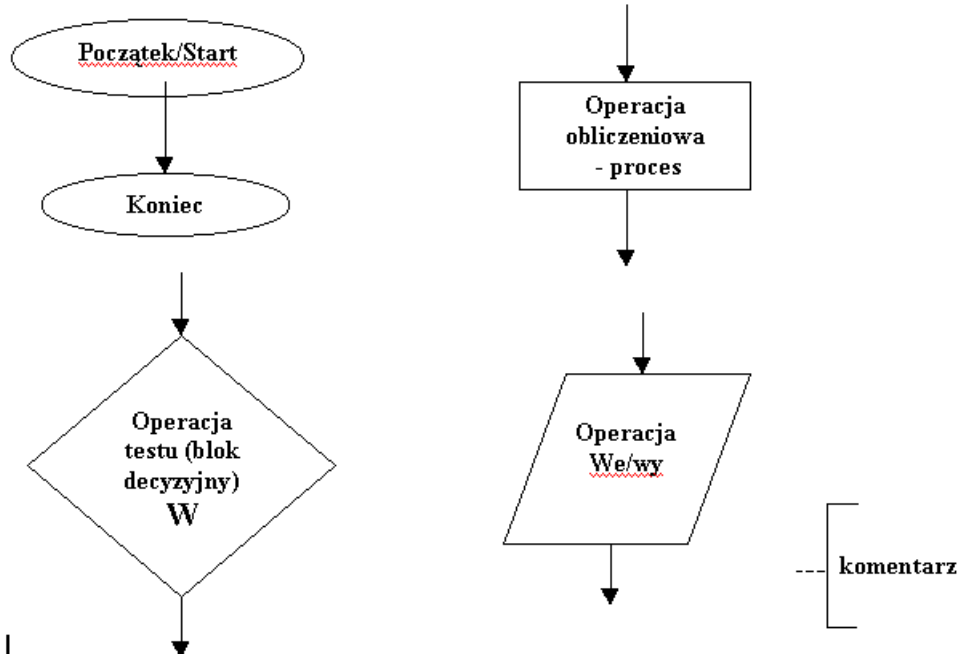 Początek/Start
Koniec
Operacja
testu (blok
decyzyjny)
W
Operacja
obliczeniowa
- proces
Operacja
We/wy
komentarz